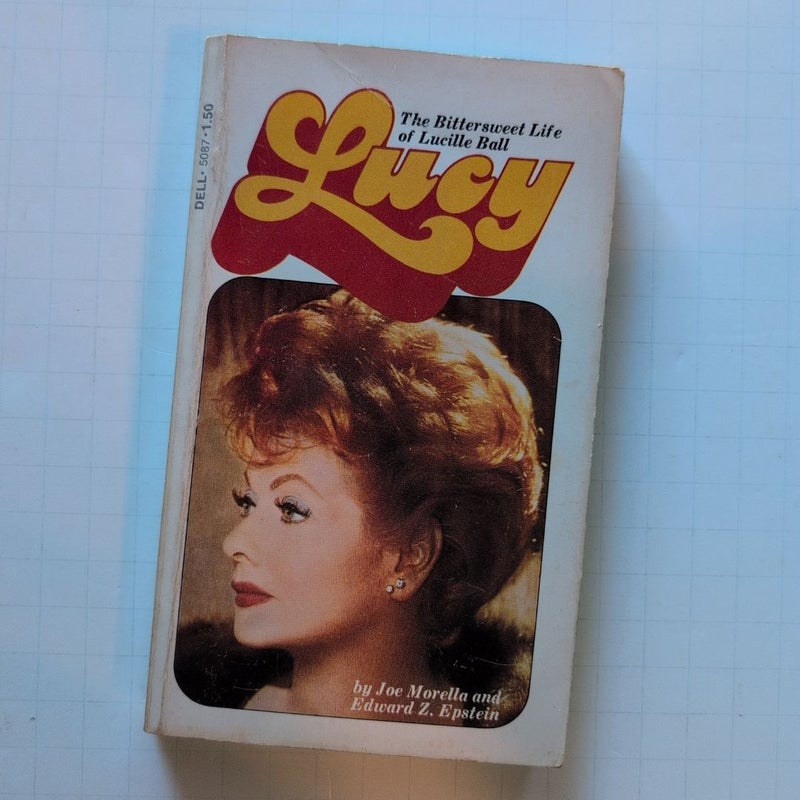 DELL • 5087 • 1.50
The Bittersweet Life
of Lucille Ball
Lucy
by Joe Morella and
Edward Z. Epstein